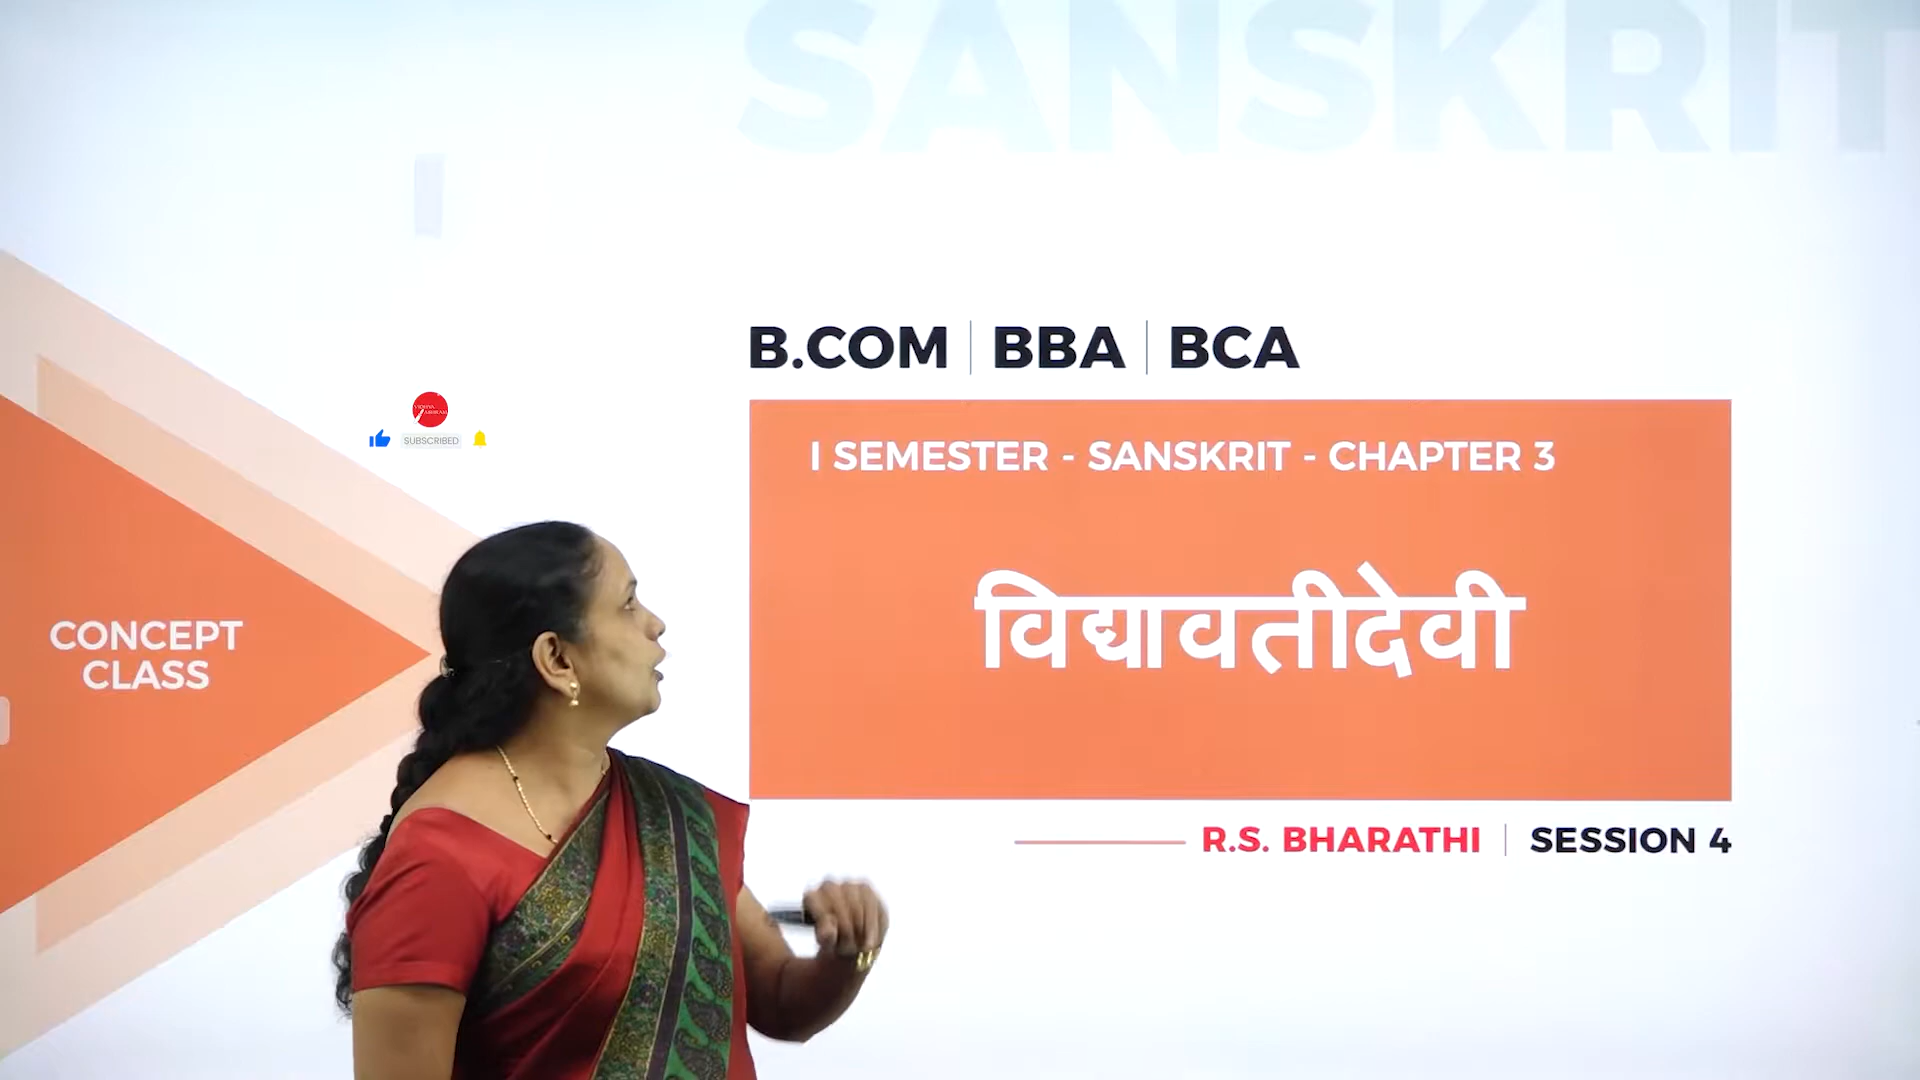 SANSKRIT
B.COM | BBA | BCA
I SEMESTER - SANSKRIT - CHAPTER 3
विद्यावतीदेवी
CONCEPT
CLASS
SUBSCRIBED
R.S. BHARATHI | SESSION 4